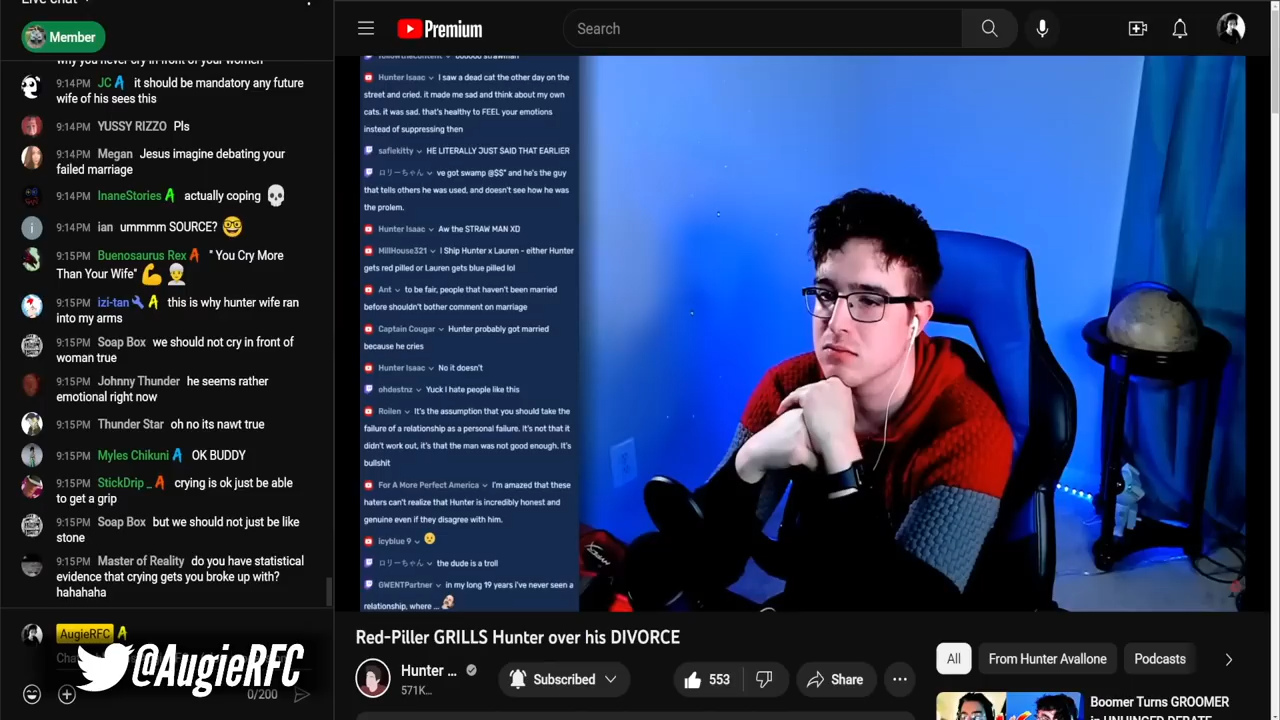 Live chat
Member
why you never cry in front of your women
9:14PM JC it should be mandatory any future
wife of his sees this
9:14PM YUSSY RIZZO Pls
9:14PM Megan Jesus imagine debating your
failed marriage
9:14PM InaneStories actually coping
9:14PM ian ummmm SOURCE?
9:14PM Buenosaurus Rex " You Cry More
Than Your Wife"
9:15PM izi-tan this is why hunter wife ran
into my arms
9:15PM Soap Box we should not cry in front of
woman true
9:15PM Johnny Thunder he seems rather
emotional right now
9:15PM Thunder Star oh no its nawt true
9:15PM Myles Chikuni OK BUDDY
9:15PM StickDrip _ crying is ok just be able
to get a grip
9:15PM Soap Box but we should not just be like
stone
9:15PM Master of Reality do you have statistical
evidence that crying gets you broke up with?
hahahaha
AugieRFC
@AugieRFC
0/200
Premium
Search
Hunter Isaac I saw a dead cat the other day on the
street and cried. it made me sad and think about my own
cats. it was sad. that's healthy to FEEL your emotions
instead of suppressing then
safiekitty HE LITERALLY JUST SAID THAT EARLIER
ロリーちゃん ve got swamp @$$" and he's the guy
that tells others he was used, and doesn't see how he was
the prolem.
Hunter Isaac Aw the STRAW MAN XD
MillHouse321 I Ship Hunter x Lauren - either Hunter
gets red pilled or Lauren gets blue pilled lol
Ant to be fair, people that haven't been married
before shouldn't bother comment on marriage
Captain Cougar Hunter probably got married
because he cries
Hunter Isaac No it doesn't
ohdestnz Yuck I hate people like this
Roilen It's the assumption that you should take the
failure of a relationship as a personal failure. It's not that it
didn't work out, it's that the man was not good enough. It's
bullshit
For A More Perfect America I'm amazed that these
haters can't realize that Hunter is incredibly honest and
genuine even if they disagree with him.
icyblue 9
ロリーちゃん the dude is a troll
GWENTPartner in my long 19 years i've never seen a
relationship, where ...
Red-Piller GRILLS Hunter over his DIVORCE
Hunter ...
571K...
Subscribed
553
Share
All
From Hunter Avallone
Podcasts
Boomer Turns GROOMER